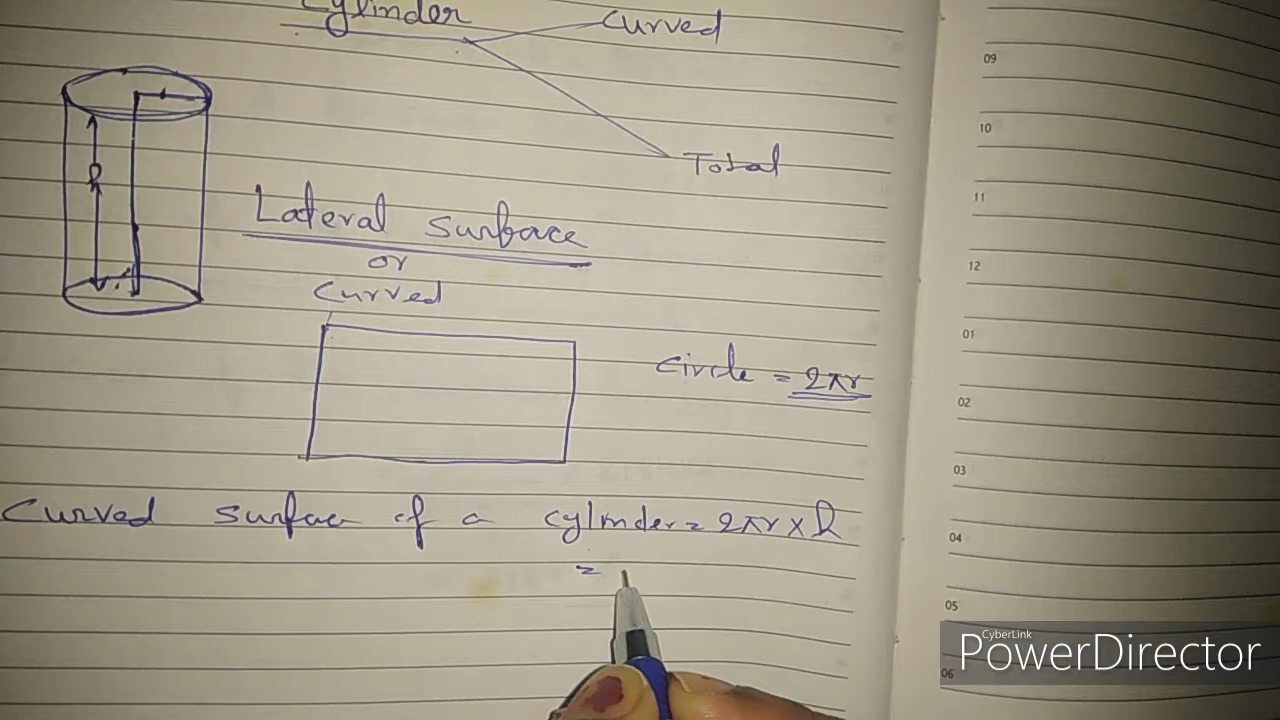 Cylinder
Curved
Total
Lateral surface
or
Curved
Circle = 2πr
Curved surface of a cylinder = 2πr × h
=
09
10
11
12
01
02
03
04
05
06
CyberLink
PowerDirector